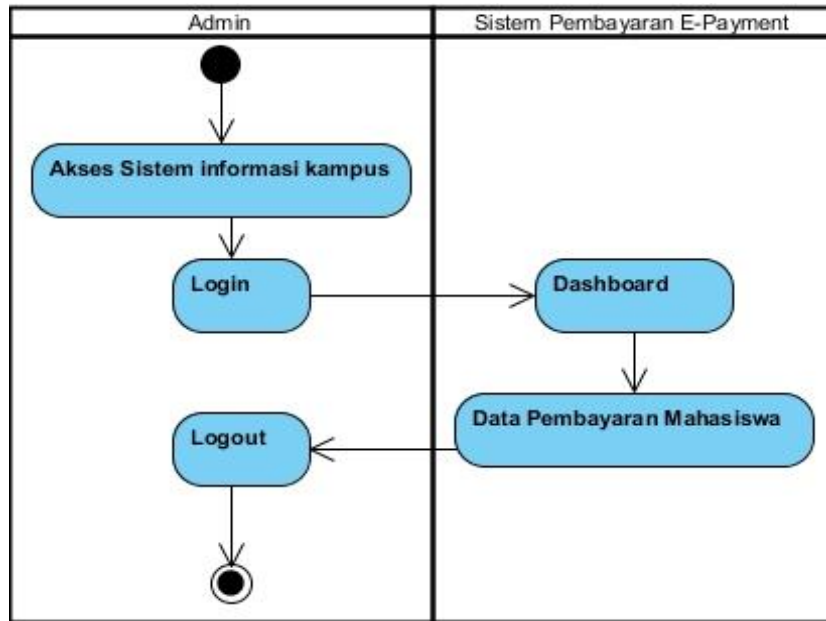 Admin
Sistem Pembayaran E-Payment
Akses Sistem informasi kampus
Login
Dashboard
Data Pembayaran Mahasiswa
Logout